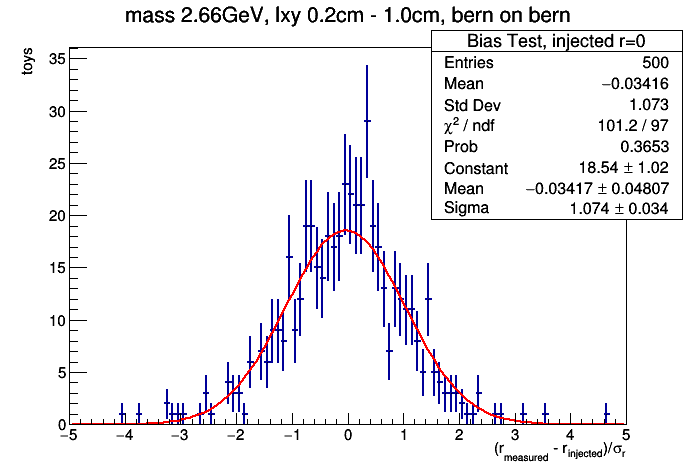 mass 2.66GeV, lxy 0.2cm - 1.0cm, bern on bern
Bias Test, injected r=0
Entries 500
Mean −0.03416
Std Dev 1.073
χ² / ndf 101.2 / 97
Prob 0.3653
Constant 18.54 ± 1.02
Mean −0.03417 ± 0.04807
Sigma 1.074 ± 0.034
toys
35
30
25
20
15
10
5
0
−5 −4 −3 −2 −1 0 1 2 3 4 5
(r_measured - r_injected)/σ_r